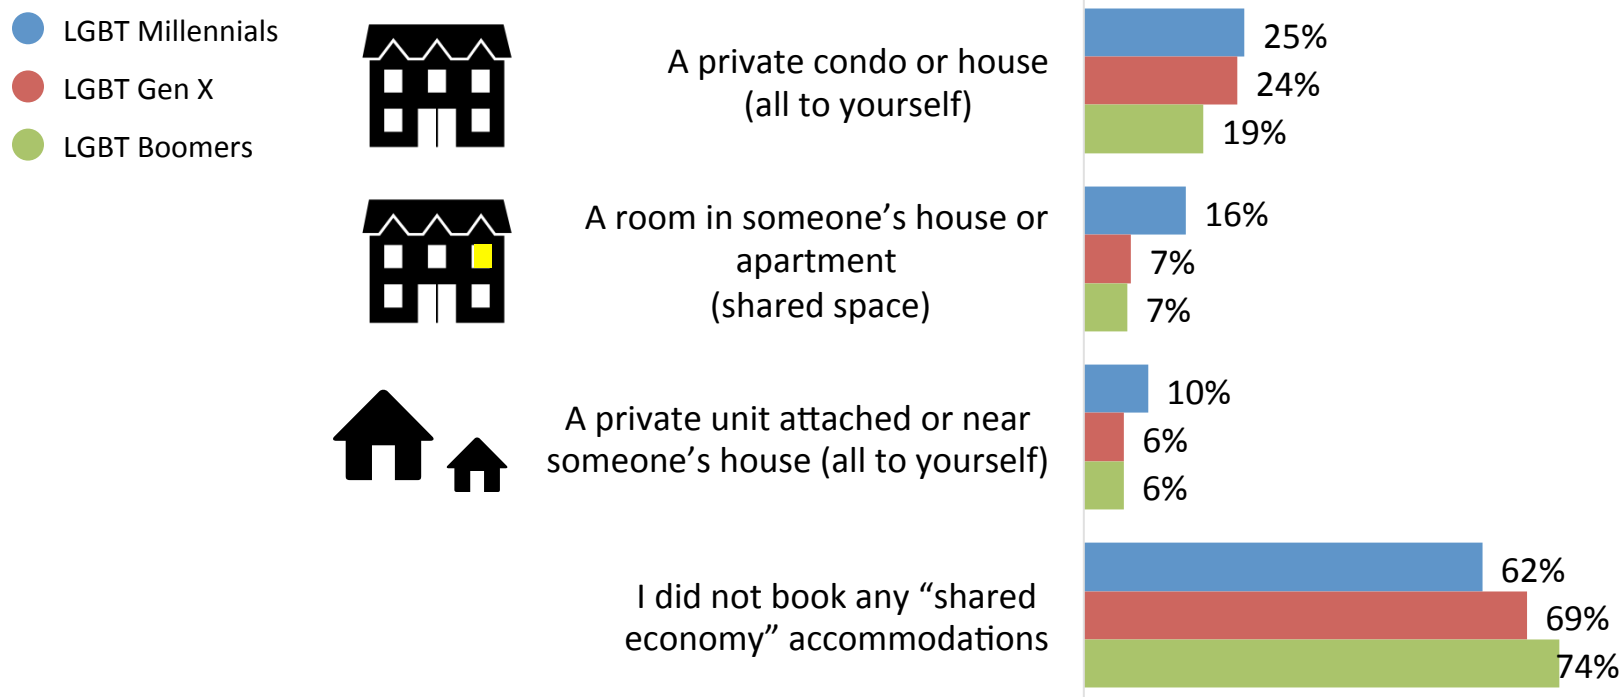 LGBT Millennials
LGBT Gen X
LGBT Boomers
A private condo or house
(all to yourself)
25%
24%
19%
A room in someone’s house or
apartment
(shared space)
16%
7%
7%
A private unit attached or near
someone’s house (all to yourself)
10%
6%
6%
I did not book any “shared
economy” accommodations
62%
69%
74%